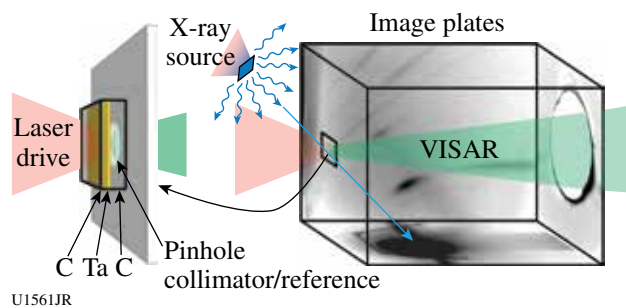 X-ray
source
Image plates
Laser
drive
VISAR
C Ta C
Pinhole
collimator/reference
U1561JR